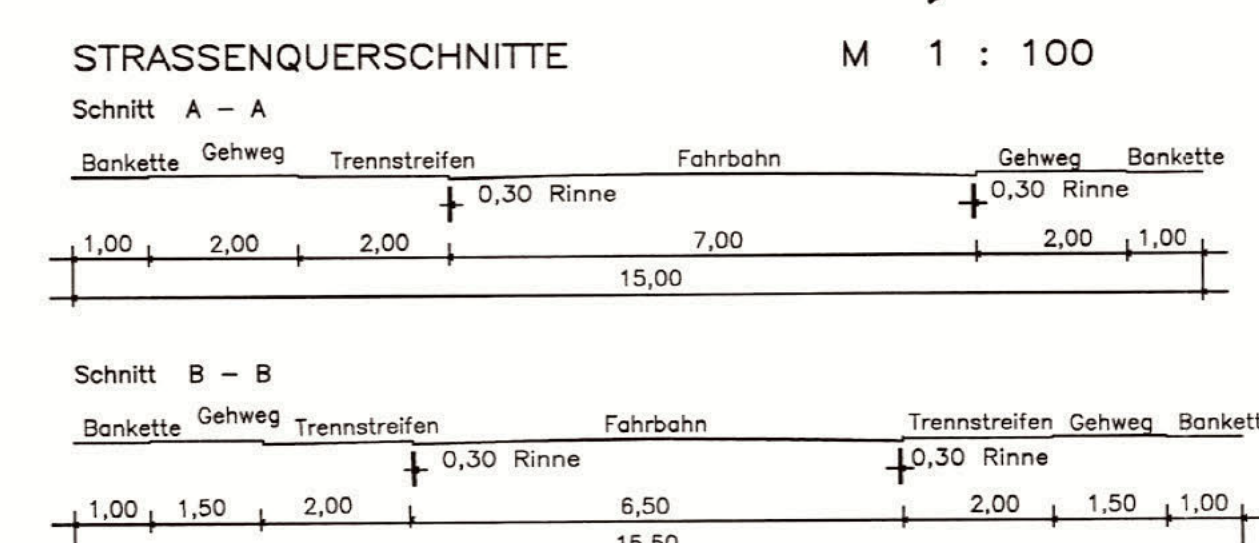 STRASSENQUERSCHNITTE M 1 : 100
Schnitt A – A
Bankette Gehweg Trennstreifen Fahrbahn Gehweg Bankette
0,30 Rinne 0,30 Rinne
1,00 2,00 2,00 7,00 2,00 1,00
15,00
Schnitt B – B
Bankette Gehweg Trennstreifen Fahrbahn Trennstreifen Gehweg Bankett
0,30 Rinne 0,30 Rinne
1,00 1,50 2,00 6,50 2,00 1,50 1,00
15,50